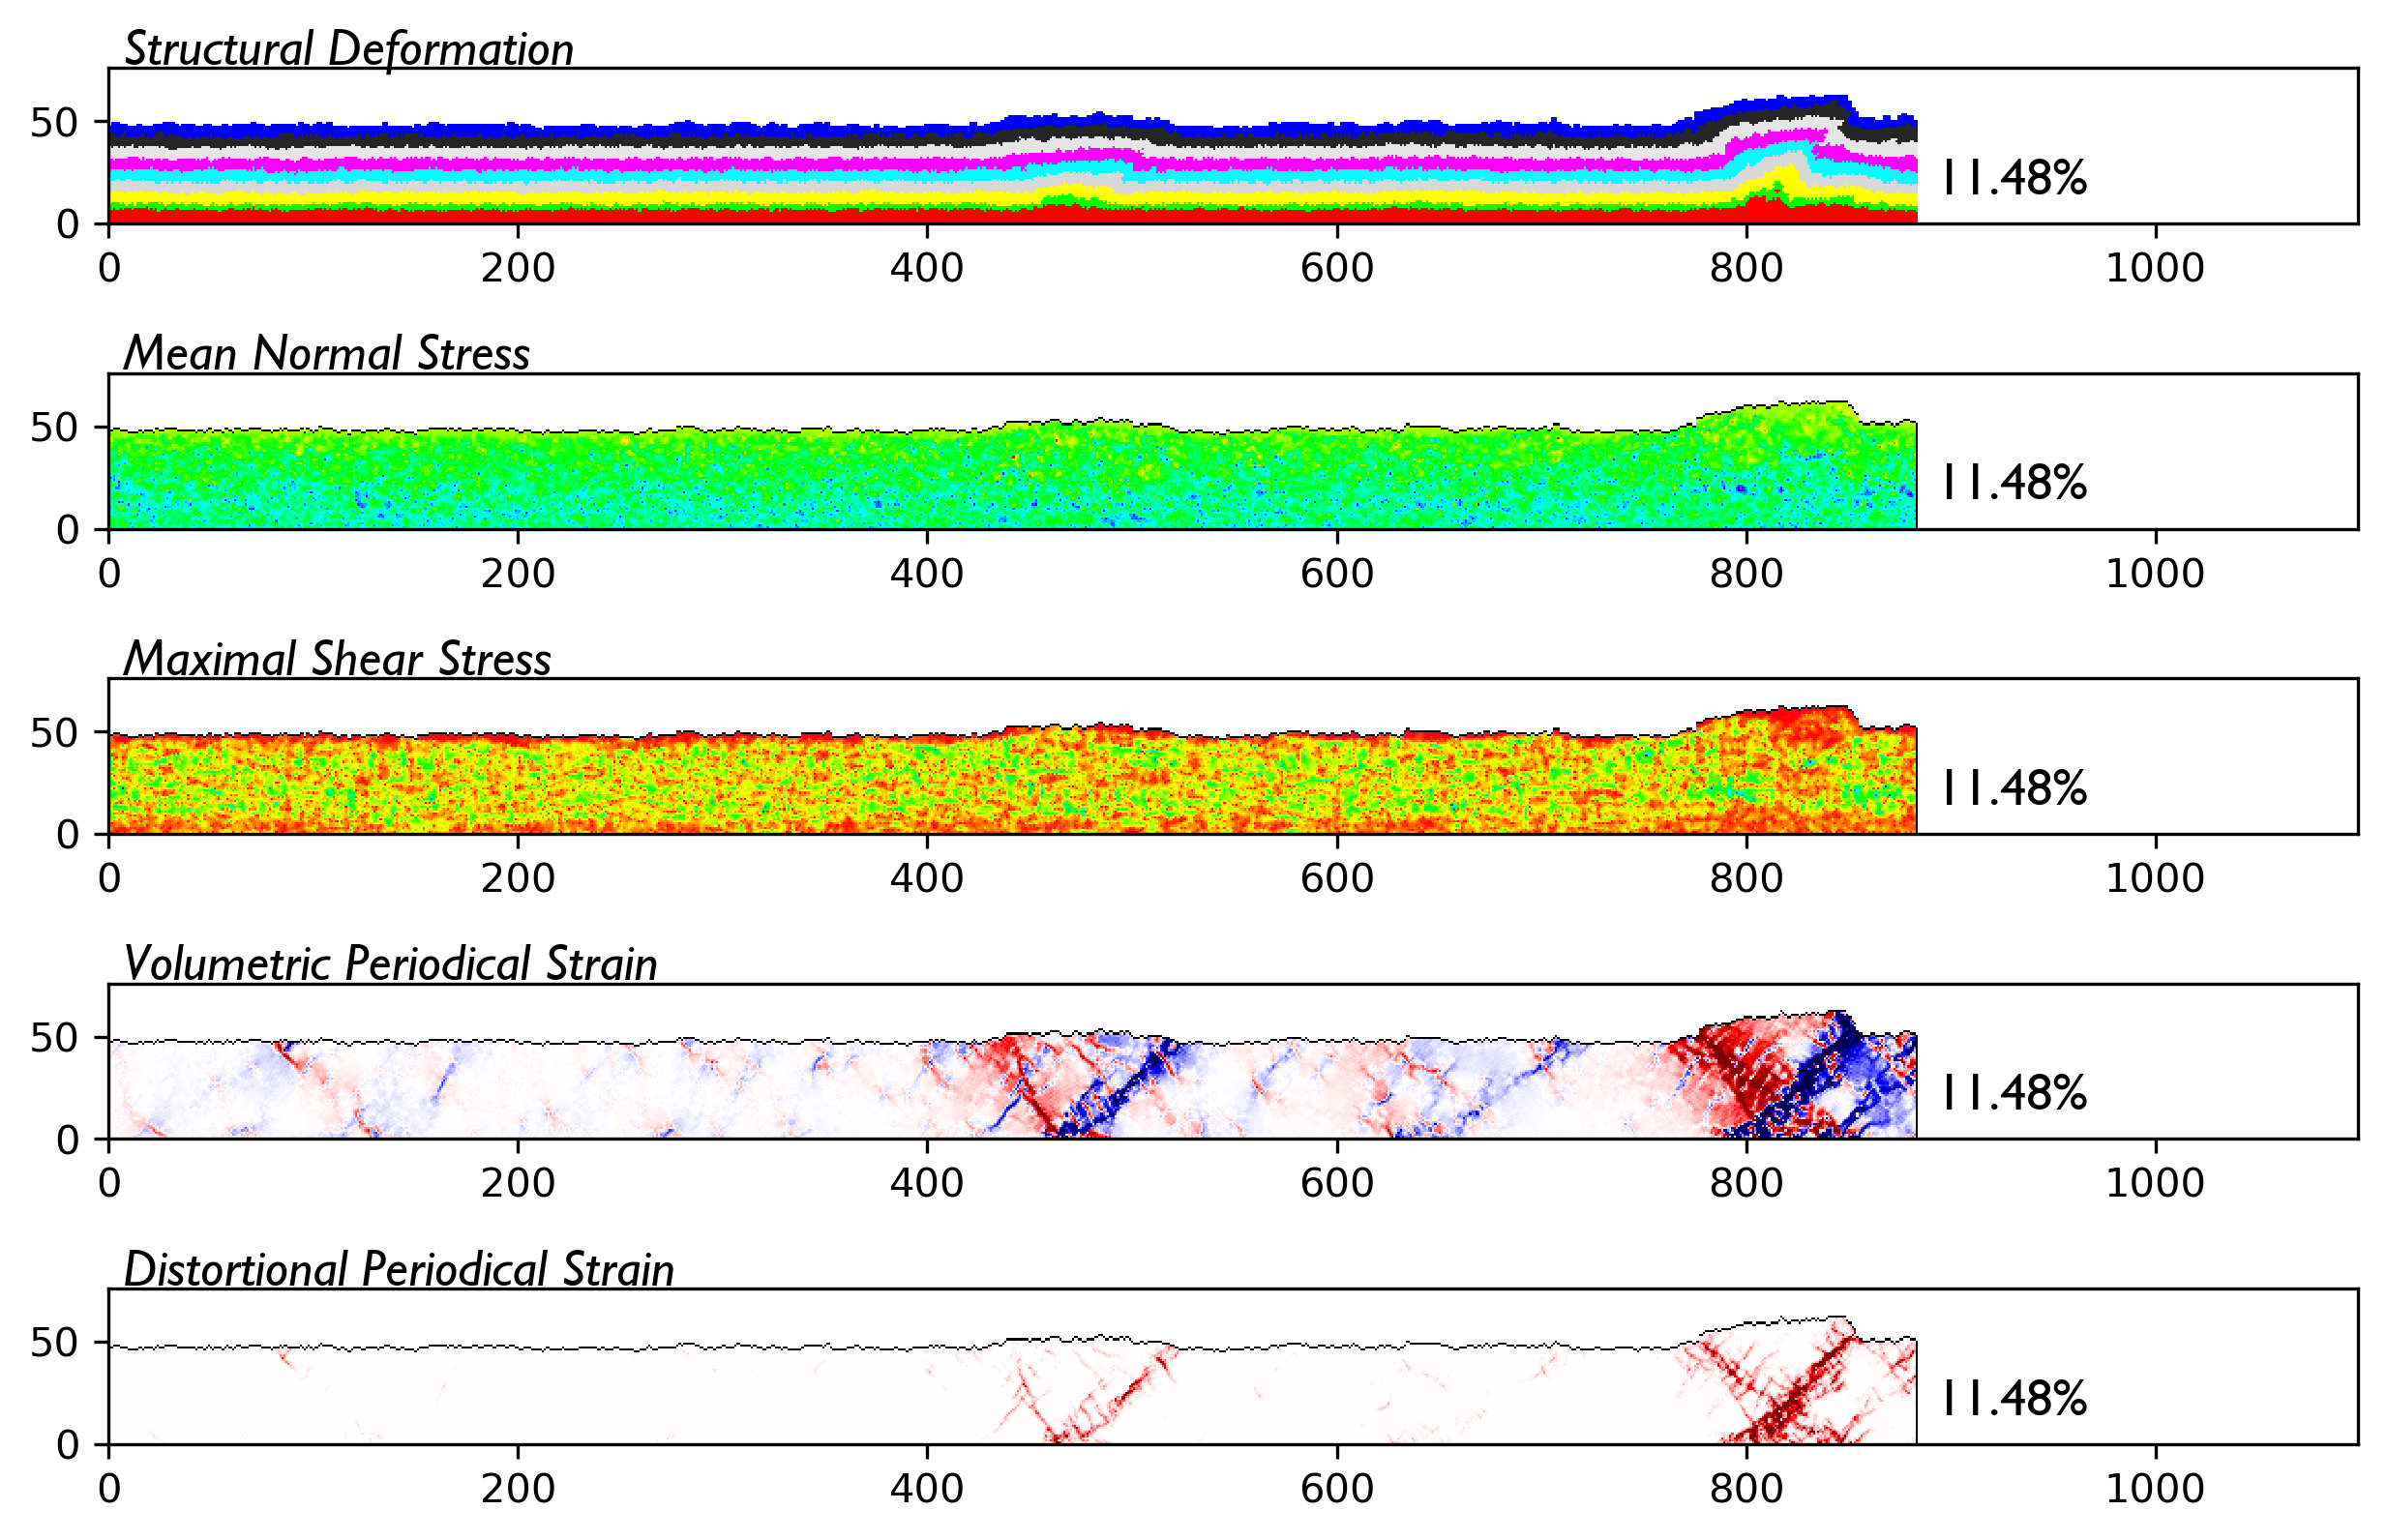 Structural Deformation
50
0
11.48%
0 200 400 600 800 1000
Mean Normal Stress
50
0
11.48%
0 200 400 600 800 1000
Maximal Shear Stress
50
0
11.48%
0 200 400 600 800 1000
Volumetric Periodical Strain
50
0
11.48%
0 200 400 600 800 1000
Distortional Periodical Strain
50
0
11.48%
0 200 400 600 800 1000